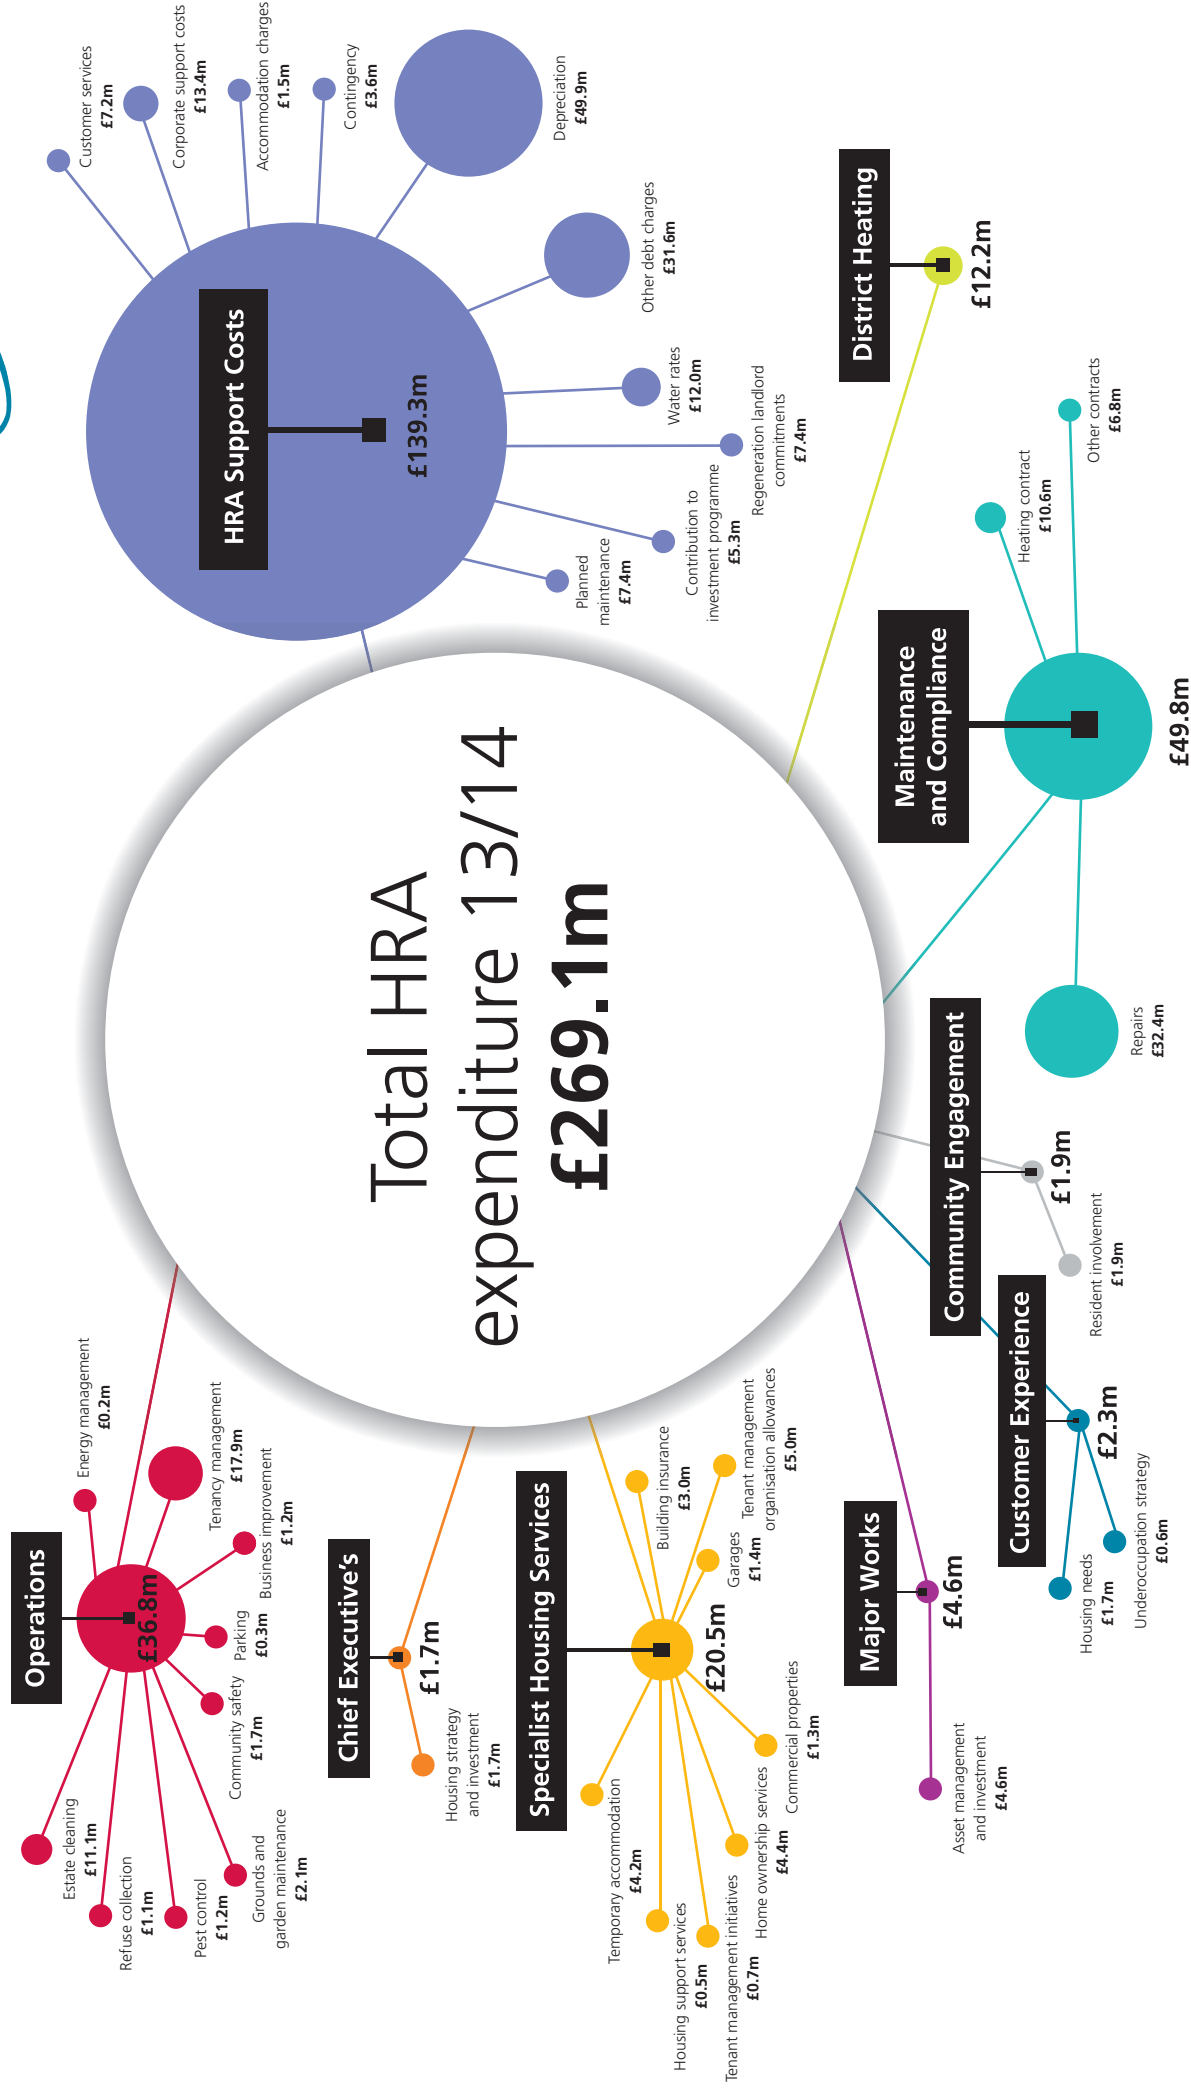 Total HRA
expenditure 13/14
£269.1m
Operations
£36.8m
Estate cleaning
£11.1m
Refuse collection
£1.1m
Pest control
£1.2m
Grounds and
garden maintenance
£2.1m
Community safety
£1.7m
Parking
£0.3m
Business improvement
£1.2m
Tenancy management
£17.9m
Energy management
£0.2m
Chief Executive’s
£1.7m
Housing strategy
and investment
£1.7m
Specialist Housing Services
£20.5m
Temporary accommodation
£4.2m
Housing support services
£0.5m
Tenant management initiatives
£0.7m
Home ownership services
£4.4m
Commercial properties
£1.3m
Garages
£1.4m
Building insurance
£3.0m
Tenant management
organisation allowances
£5.0m
Major Works
£4.6m
Asset management
and investment
£4.6m
Customer Experience
£2.3m
Housing needs
£1.7m
Underoccupation strategy
£0.6m
Community Engagement
£1.9m
Resident involvement
£1.9m
Maintenance
and Compliance
£49.8m
Repairs
£32.4m
Heating contract
£10.6m
Other contracts
£6.8m
District Heating
£12.2m
HRA Support Costs
£139.3m
Customer services
£7.2m
Corporate support costs
£13.4m
Accommodation charges
£1.5m
Contingency
£3.6m
Depreciation
£49.9m
Other debt charges
£31.6m
Water rates
£12.0m
Regeneration landlord
commitments
£7.4m
Contribution to
investment programme
£5.3m
Planned
maintenance
£7.4m